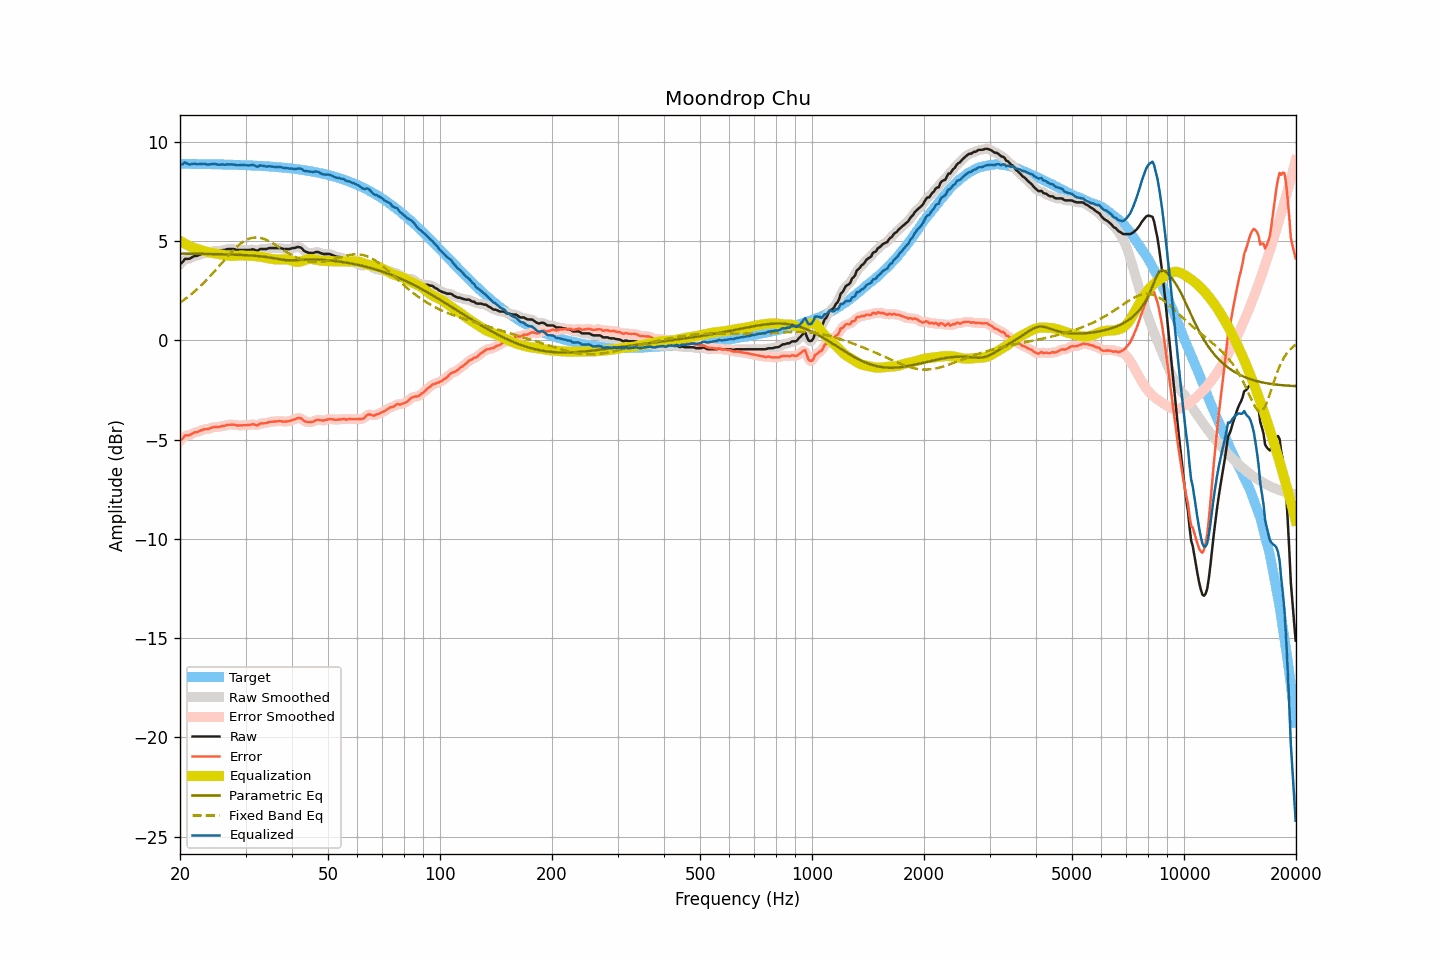 Moondrop Chu
10
5
0
−5
−10
−15
−20
−25
Amplitude (dBr)
Target
Raw Smoothed
Error Smoothed
Raw
Error
Equalization
Parametric Eq
Fixed Band Eq
Equalized
20 50 100 200 500 1000 2000 5000 10000 20000
Frequency (Hz)